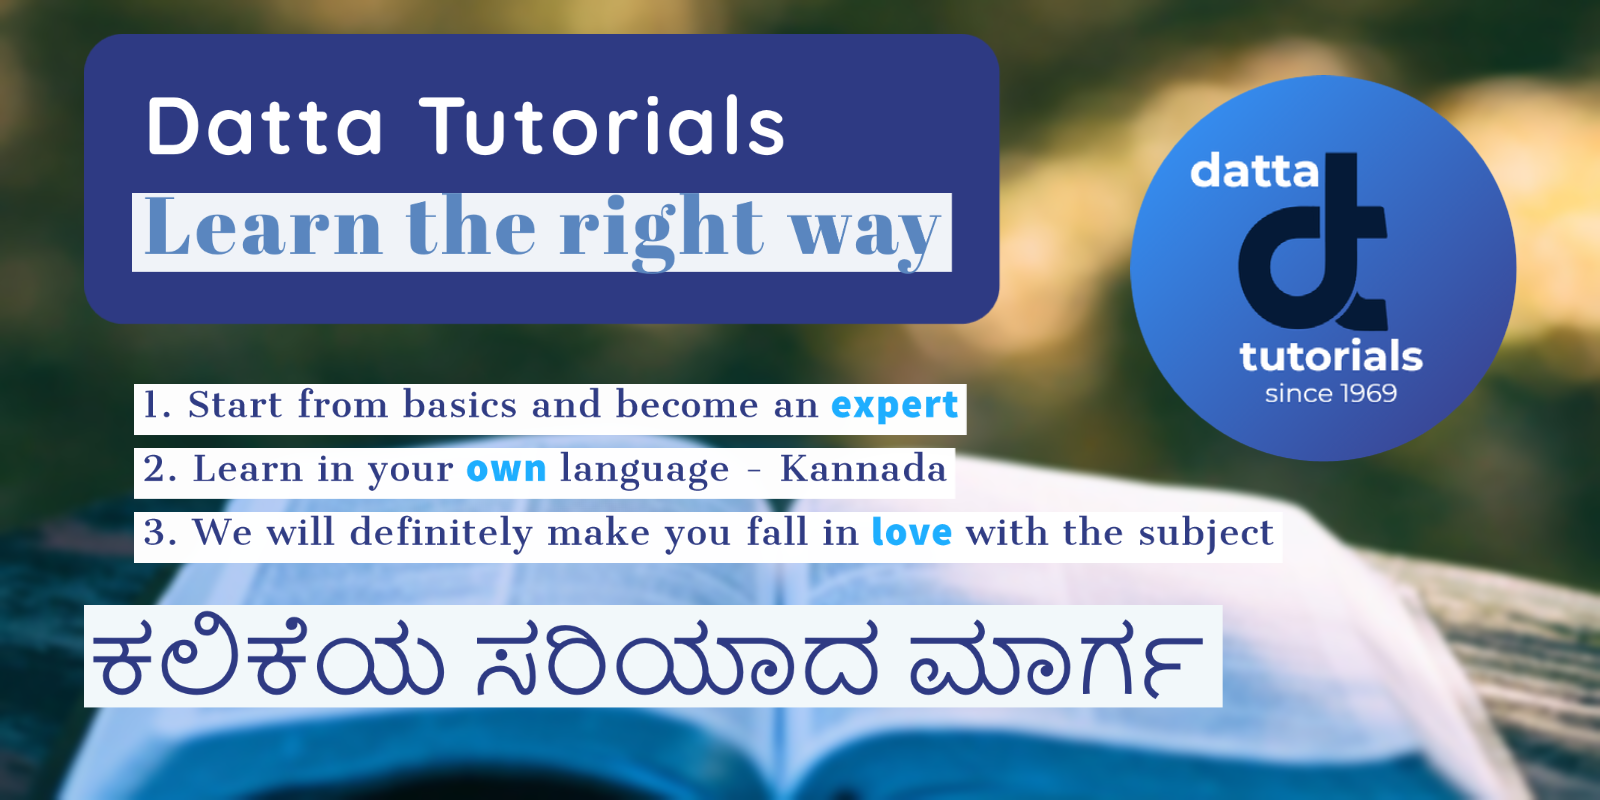 Datta Tutorials
Learn the right way
datta
dt
tutorials
since 1969
1. Start from basics and become an expert
2. Learn in your own language - Kannada
3. We will definitely make you fall in love with the subject
ಕಲಿಕೆಯ ಸರಿಯಾದ ಮಾರ್ಗ